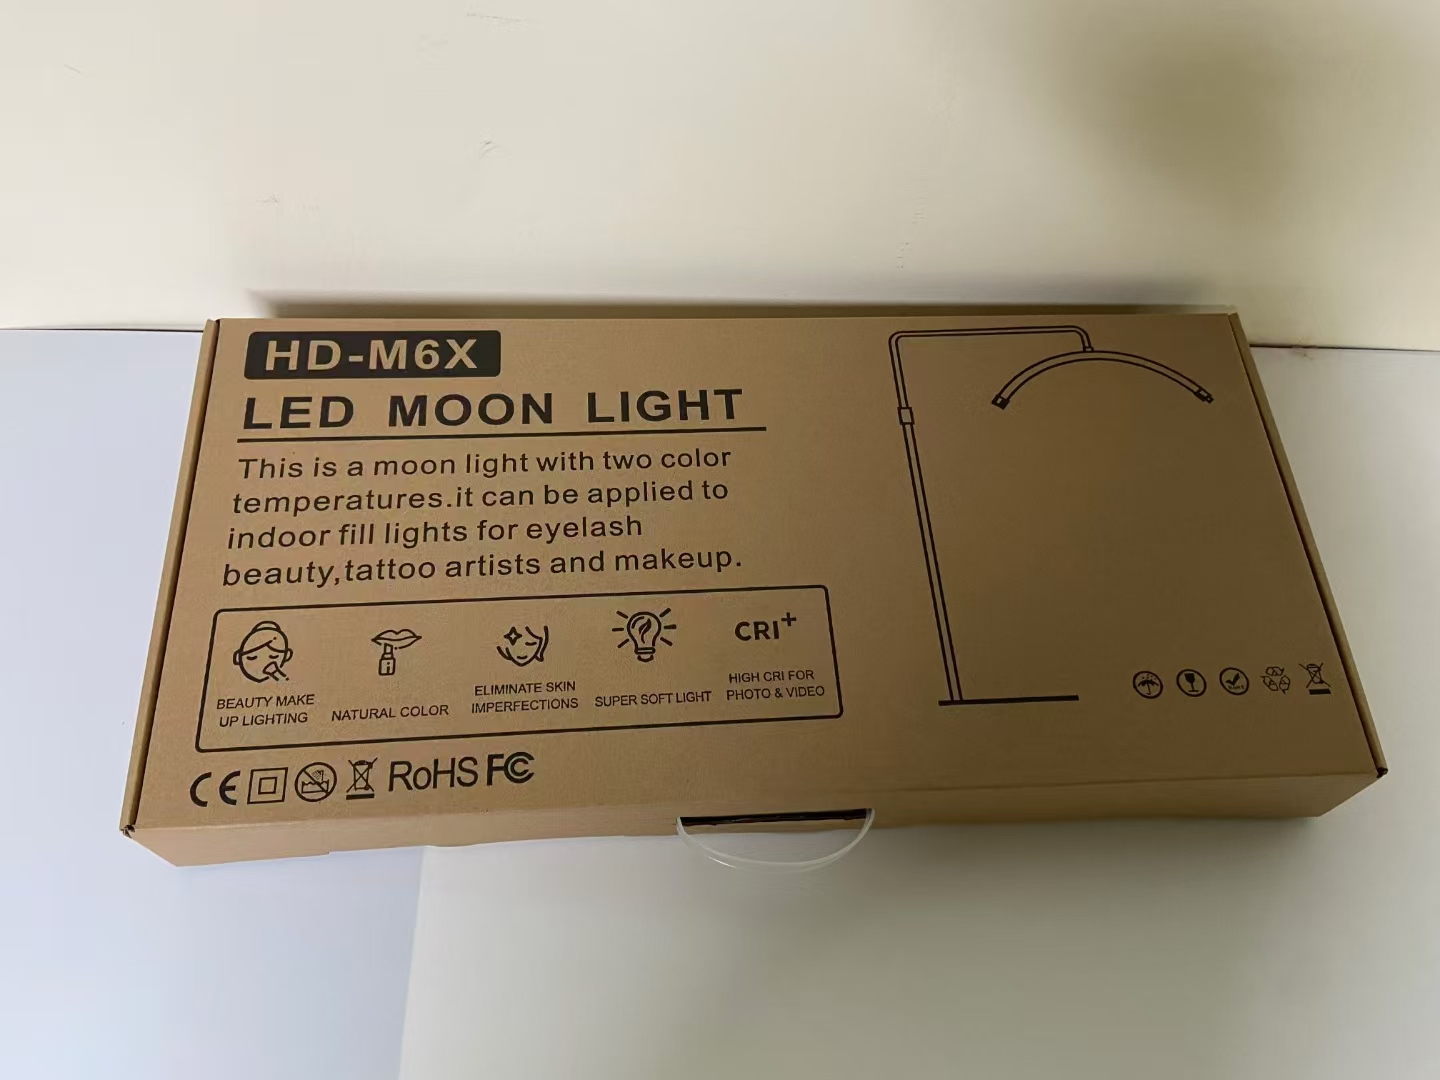 HD-M6X
LED MOON LIGHT
This is a moon light with two color
temperatures.it can be applied to
indoor fill lights for eyelash
beauty,tattoo artists and makeup.
BEAUTY MAKE
UP LIGHTING
NATURAL COLOR
ELIMINATE SKIN
IMPERFECTIONS
SUPER SOFT LIGHT
CRI+
HIGH CRI FOR
PHOTO & VIDEO
CE RoHS FC